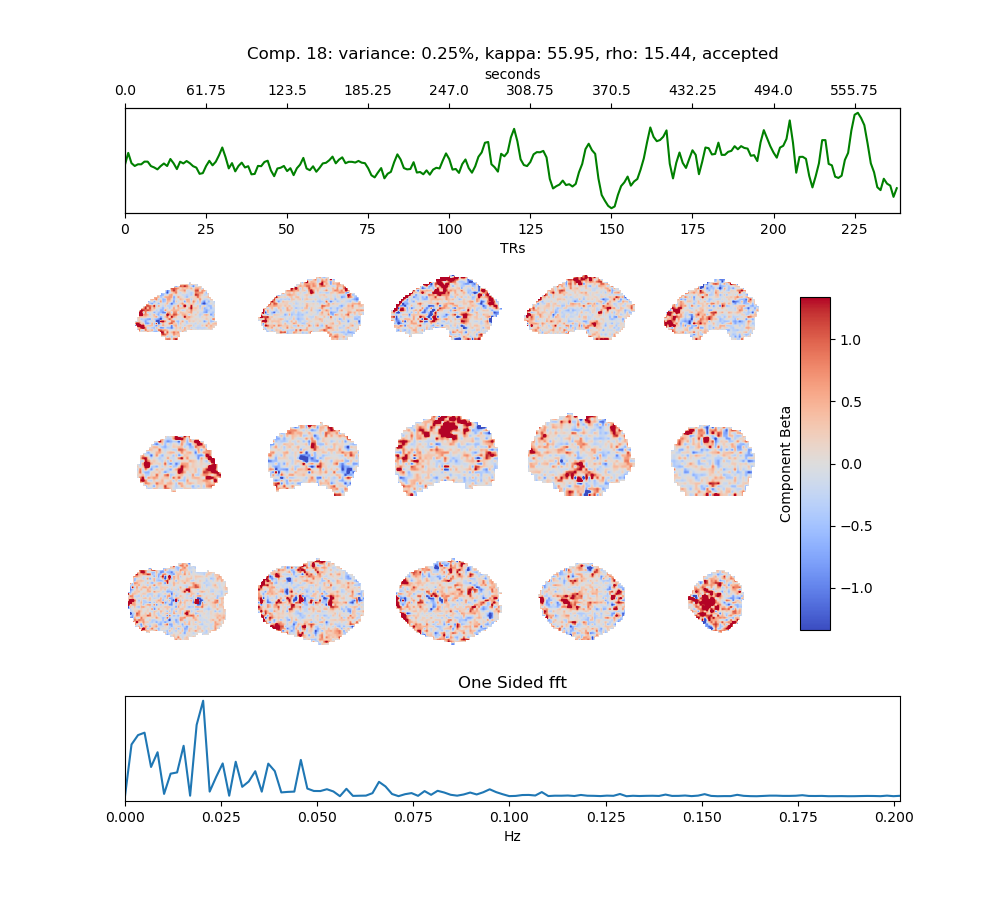 Comp. 18: variance: 0.25%, kappa: 55.95, rho: 15.44, accepted
seconds
0.0 61.75 123.5 185.25 247.0 308.75 370.5 432.25 494.0 555.75
0 25 50 75 100 125 150 175 200 225
TRs
1.0
0.5
0.0
−0.5
−1.0
Component Beta
One Sided fft
0.000 0.025 0.050 0.075 0.100 0.125 0.150 0.175 0.200
Hz